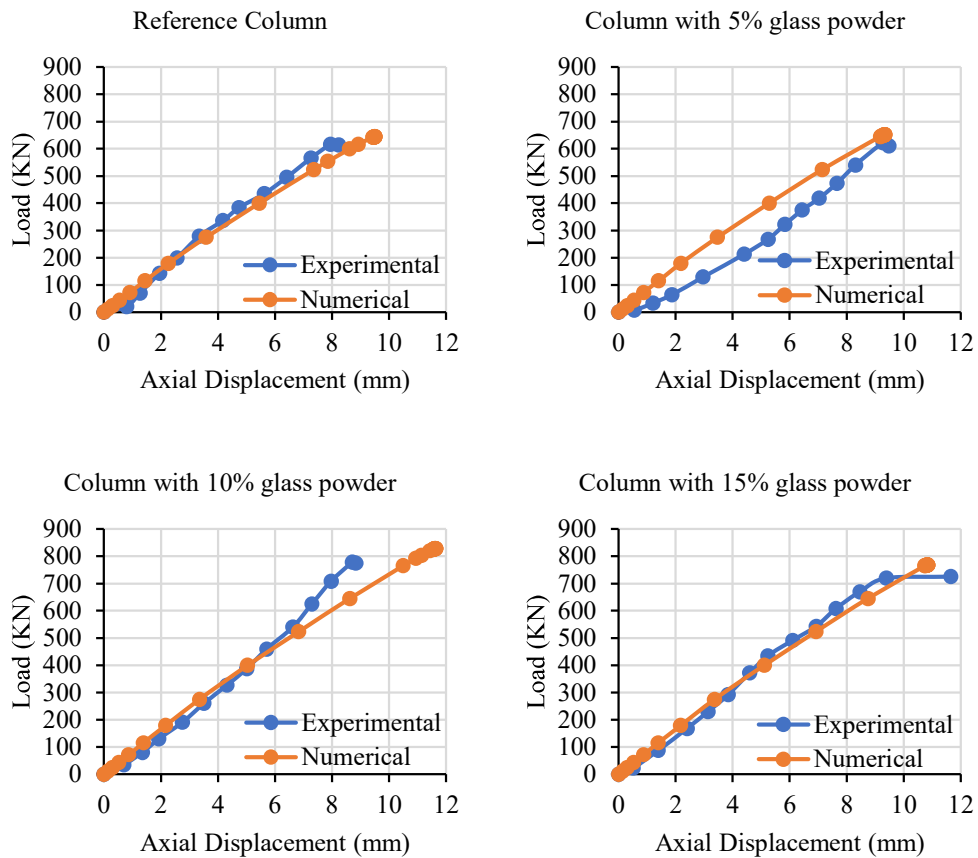 Reference Column
900
800
700
600
500
400
300
200
100
0
Load (KN)
Experimental
Numerical
0 2 4 6 8 10 12
Axial Displacement (mm)
Column with 5% glass powder
900
800
700
600
500
400
300
200
100
0
Load (KN)
Experimental
Numerical
0 2 4 6 8 10 12
Axial Displacement (mm)
Column with 10% glass powder
900
800
700
600
500
400
300
200
100
0
Load (KN)
Experimental
Numerical
0 2 4 6 8 10 12
Axial Displacement (mm)
Column with 15% glass powder
900
800
700
600
500
400
300
200
100
0
Load (KN)
Experimental
Numerical
0 2 4 6 8 10 12
Axial Displacement (mm)